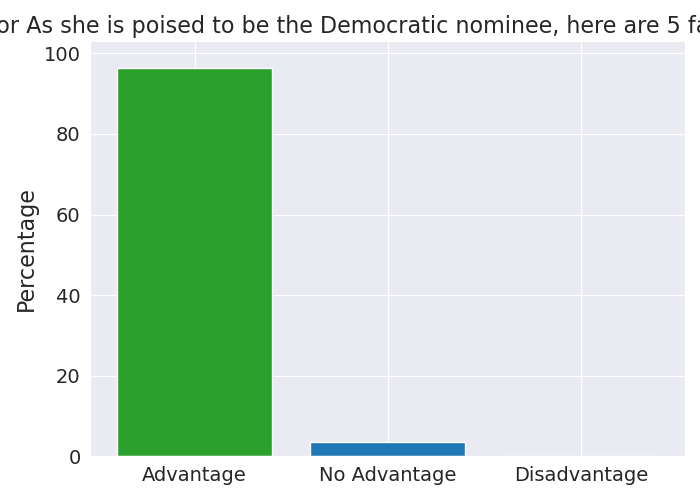 or As she is poised to be the Democratic nominee, here are 5 fa
100
80
60
40
20
0
Percentage
Advantage No Advantage Disadvantage